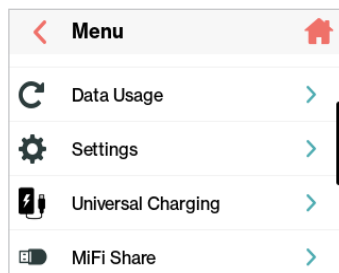 Menu
Data Usage
Settings
Universal Charging
MiFi Share